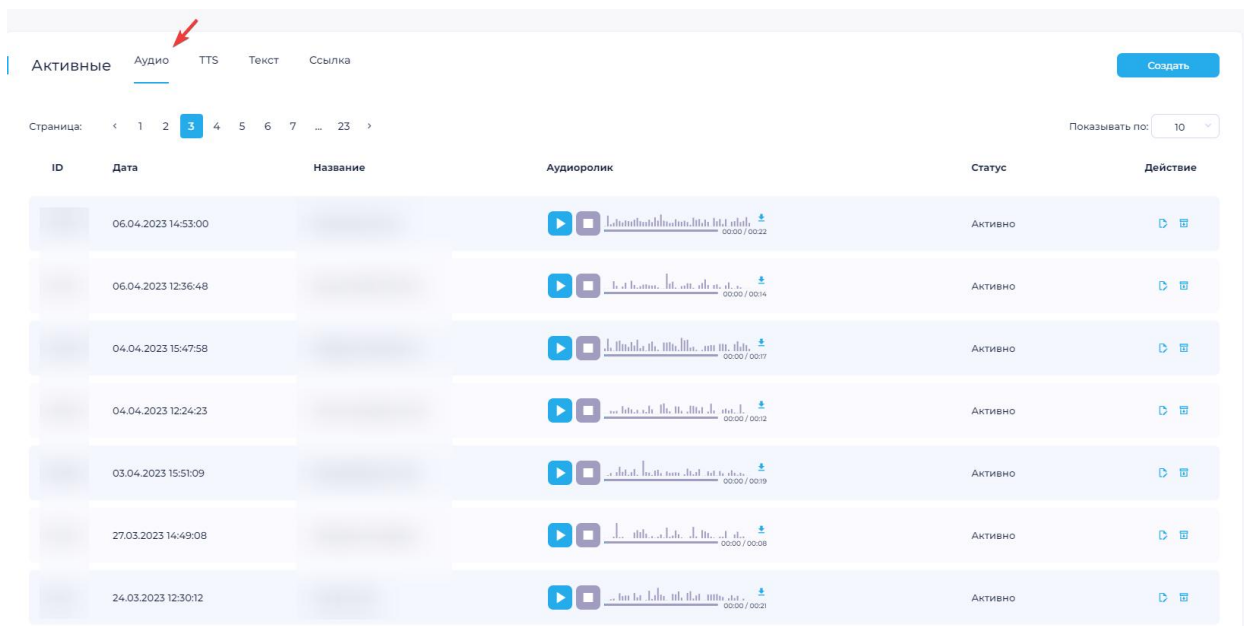 Активные Аудио TTS Текст Ссылка Создать
Страница: < 1 2 3 4 5 6 7 ... 23 > Показывать по: 10
ID Дата Название Аудиоролик Статус Действие
06.04.2023 14:53:00 00:00 / 00:22 Активно
06.04.2023 12:36:48 00:00 / 00:14 Активно
04.04.2023 15:47:58 00:00 / 00:17 Активно
04.04.2023 12:24:23 00:00 / 00:12 Активно
03.04.2023 15:51:09 00:00 / 00:19 Активно
27.03.2023 14:49:08 00:00 / 00:08 Активно
24.03.2023 12:30:12 00:00 / 00:21 Активно